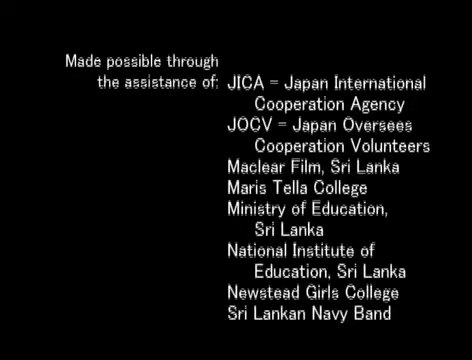 Made possible through
the assistance of:
JICA = Japan International
Cooperation Agency
JOCV = Japan Oversees
Cooperation Volunteers
Maclear Film, Sri Lanka
Maris Tella College
Ministry of Education,
Sri Lanka
National Institute of
Education, Sri Lanka
Newstead Girls College
Sri Lankan Navy Band